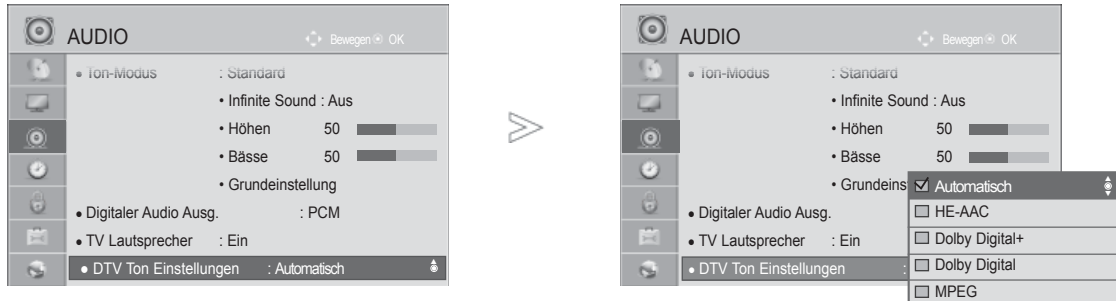 AUDIO
Bewegen OK
• Ton-Modus : Standard
• Infinite Sound : Aus
• Höhen 50
• Bässe 50
• Grundeinstellung
• Digitaler Audio Ausg. : PCM
• TV Lautsprecher : Ein
• DTV Ton Einstellungen : Automatisch
AUDIO
Bewegen OK
• Ton-Modus : Standard
• Infinite Sound : Aus
• Höhen 50
• Bässe 50
• Grundeins
• Digitaler Audio Ausg.
• TV Lautsprecher : Ein
• DTV Ton Einstellungen :
Automatisch
HE-AAC
Dolby Digital+
Dolby Digital
MPEG